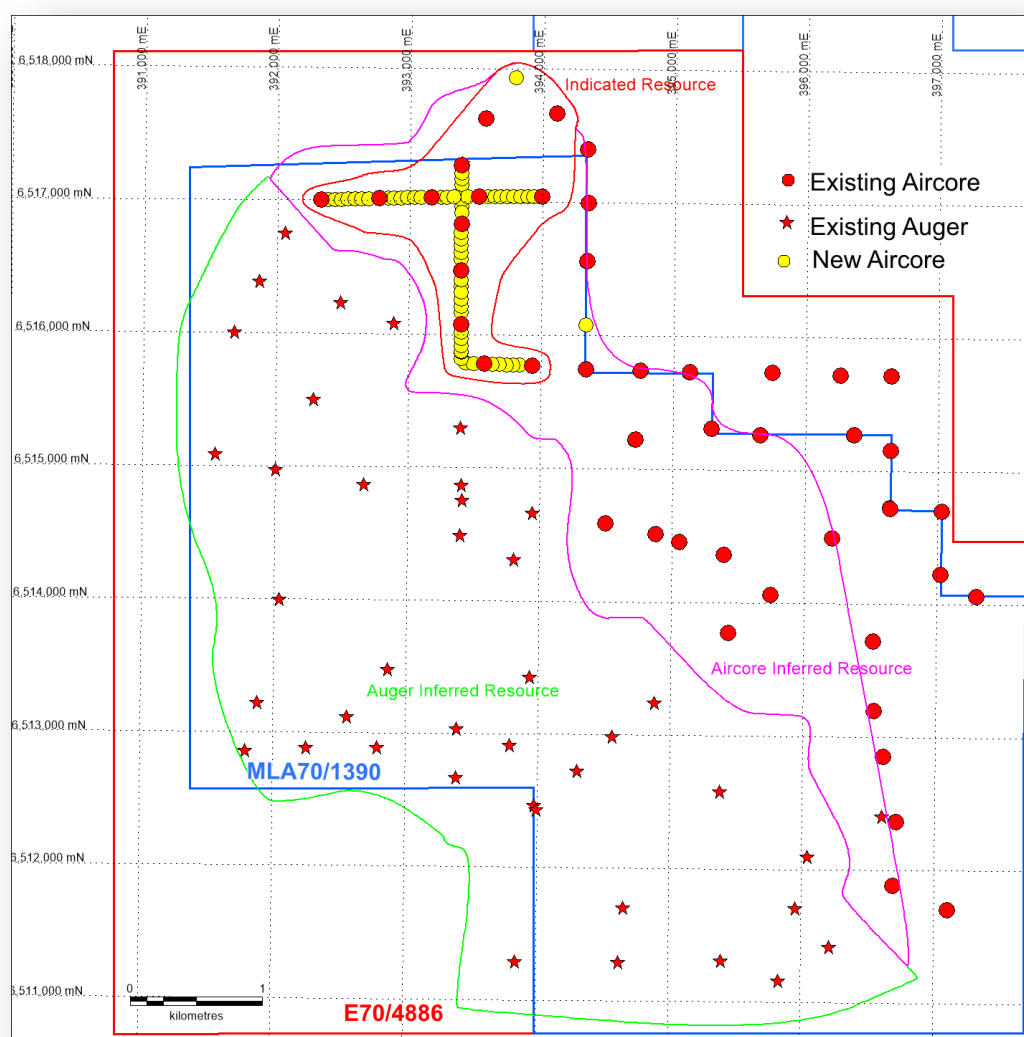 391,000 mE
392,000 mE
393,000 mE
394,000 mE
395,000 mE
396,000 mE
397,000 mE
6,518,000 mN
Indicated Resource
Existing Aircore
6,517,000 mN
Existing Auger
New Aircore
6,516,000 mN
6,515,000 mN
6,514,000 mN
Aircore Inferred Resource
Auger Inferred Resource
6,513,000 mN
MLA70/1390
6,512,000 mN
6,511,000 mN
0 1
kilometres
E70/4886